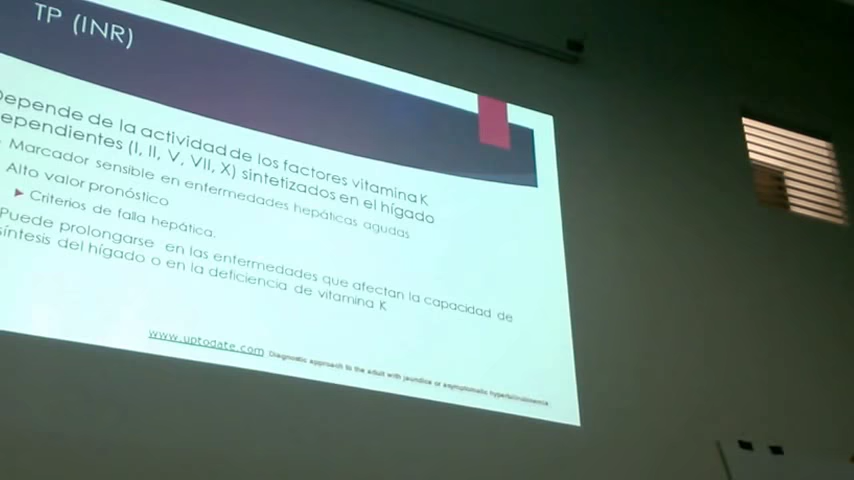 TP (INR)
Depende de la actividad de los factores vitamina K
dependientes (I, II, V, VII, X) sintetizados en el hígado
Marcador sensible en enfermedades hepáticas agudas
Alto valor pronóstico
Criterios de falla hepática.
Puede prolongarse en las enfermedades que afectan la capacidad de
síntesis del hígado o en la deficiencia de vitamina K
www.uptodate.com Diagnostic approach to the adult with jaundice or asymptomatic hyperbilirubinemia